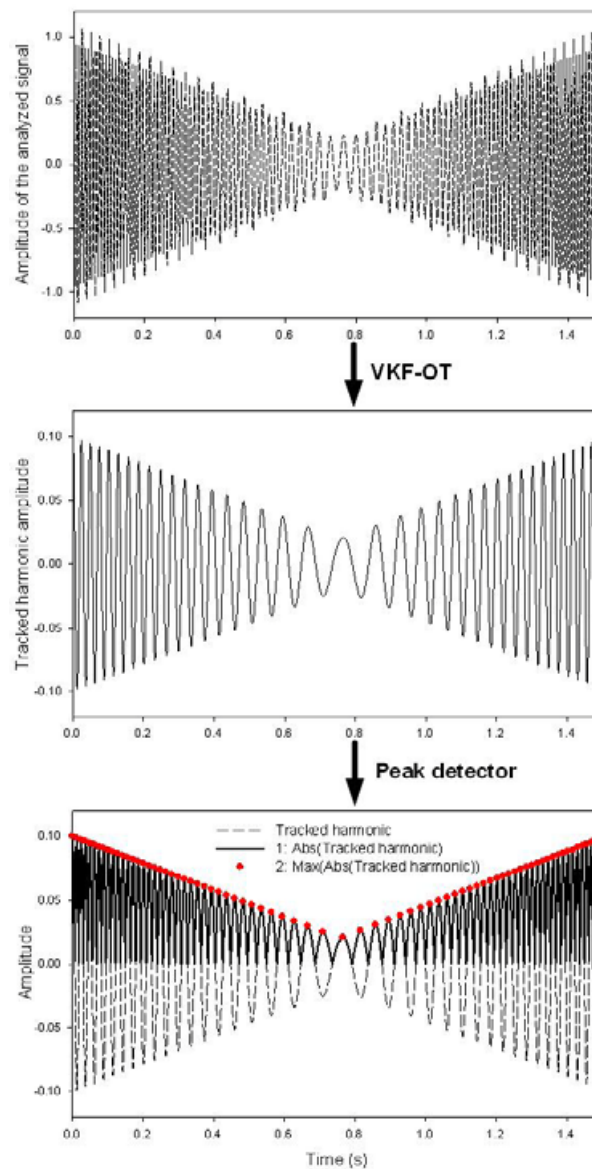 Amplitude of the analyzed signal
1.0
0.5
0.0
-0.5
-1.0
0.0 0.2 0.4 0.6 0.8 1.0 1.2 1.4
VKF-OT
Tracked harmonic amplitude
0.10
0.05
0.00
-0.05
-0.10
0.0 0.2 0.4 0.6 0.8 1.0 1.2 1.4
Peak detector
Tracked harmonic
1: Abs(Tracked harmonic)
2: Max(Abs(Tracked harmonic))
Amplitude
0.10
0.05
0.00
-0.05
-0.10
0.0 0.2 0.4 0.6 0.8 1.0 1.2 1.4
Time (s)